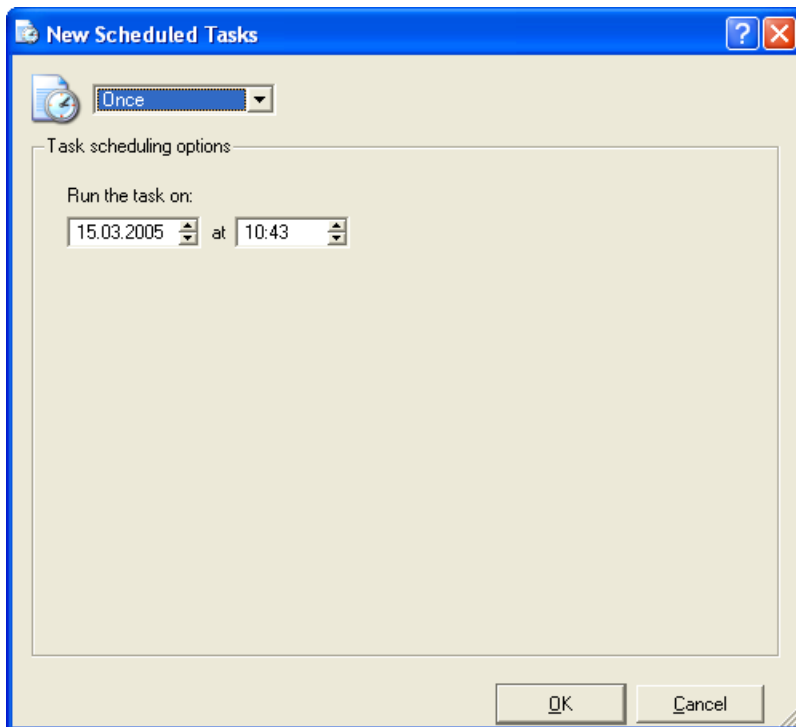 New Scheduled Tasks
Once
Task scheduling options
Run the task on:
15.03.2005 at 10:43
OK Cancel